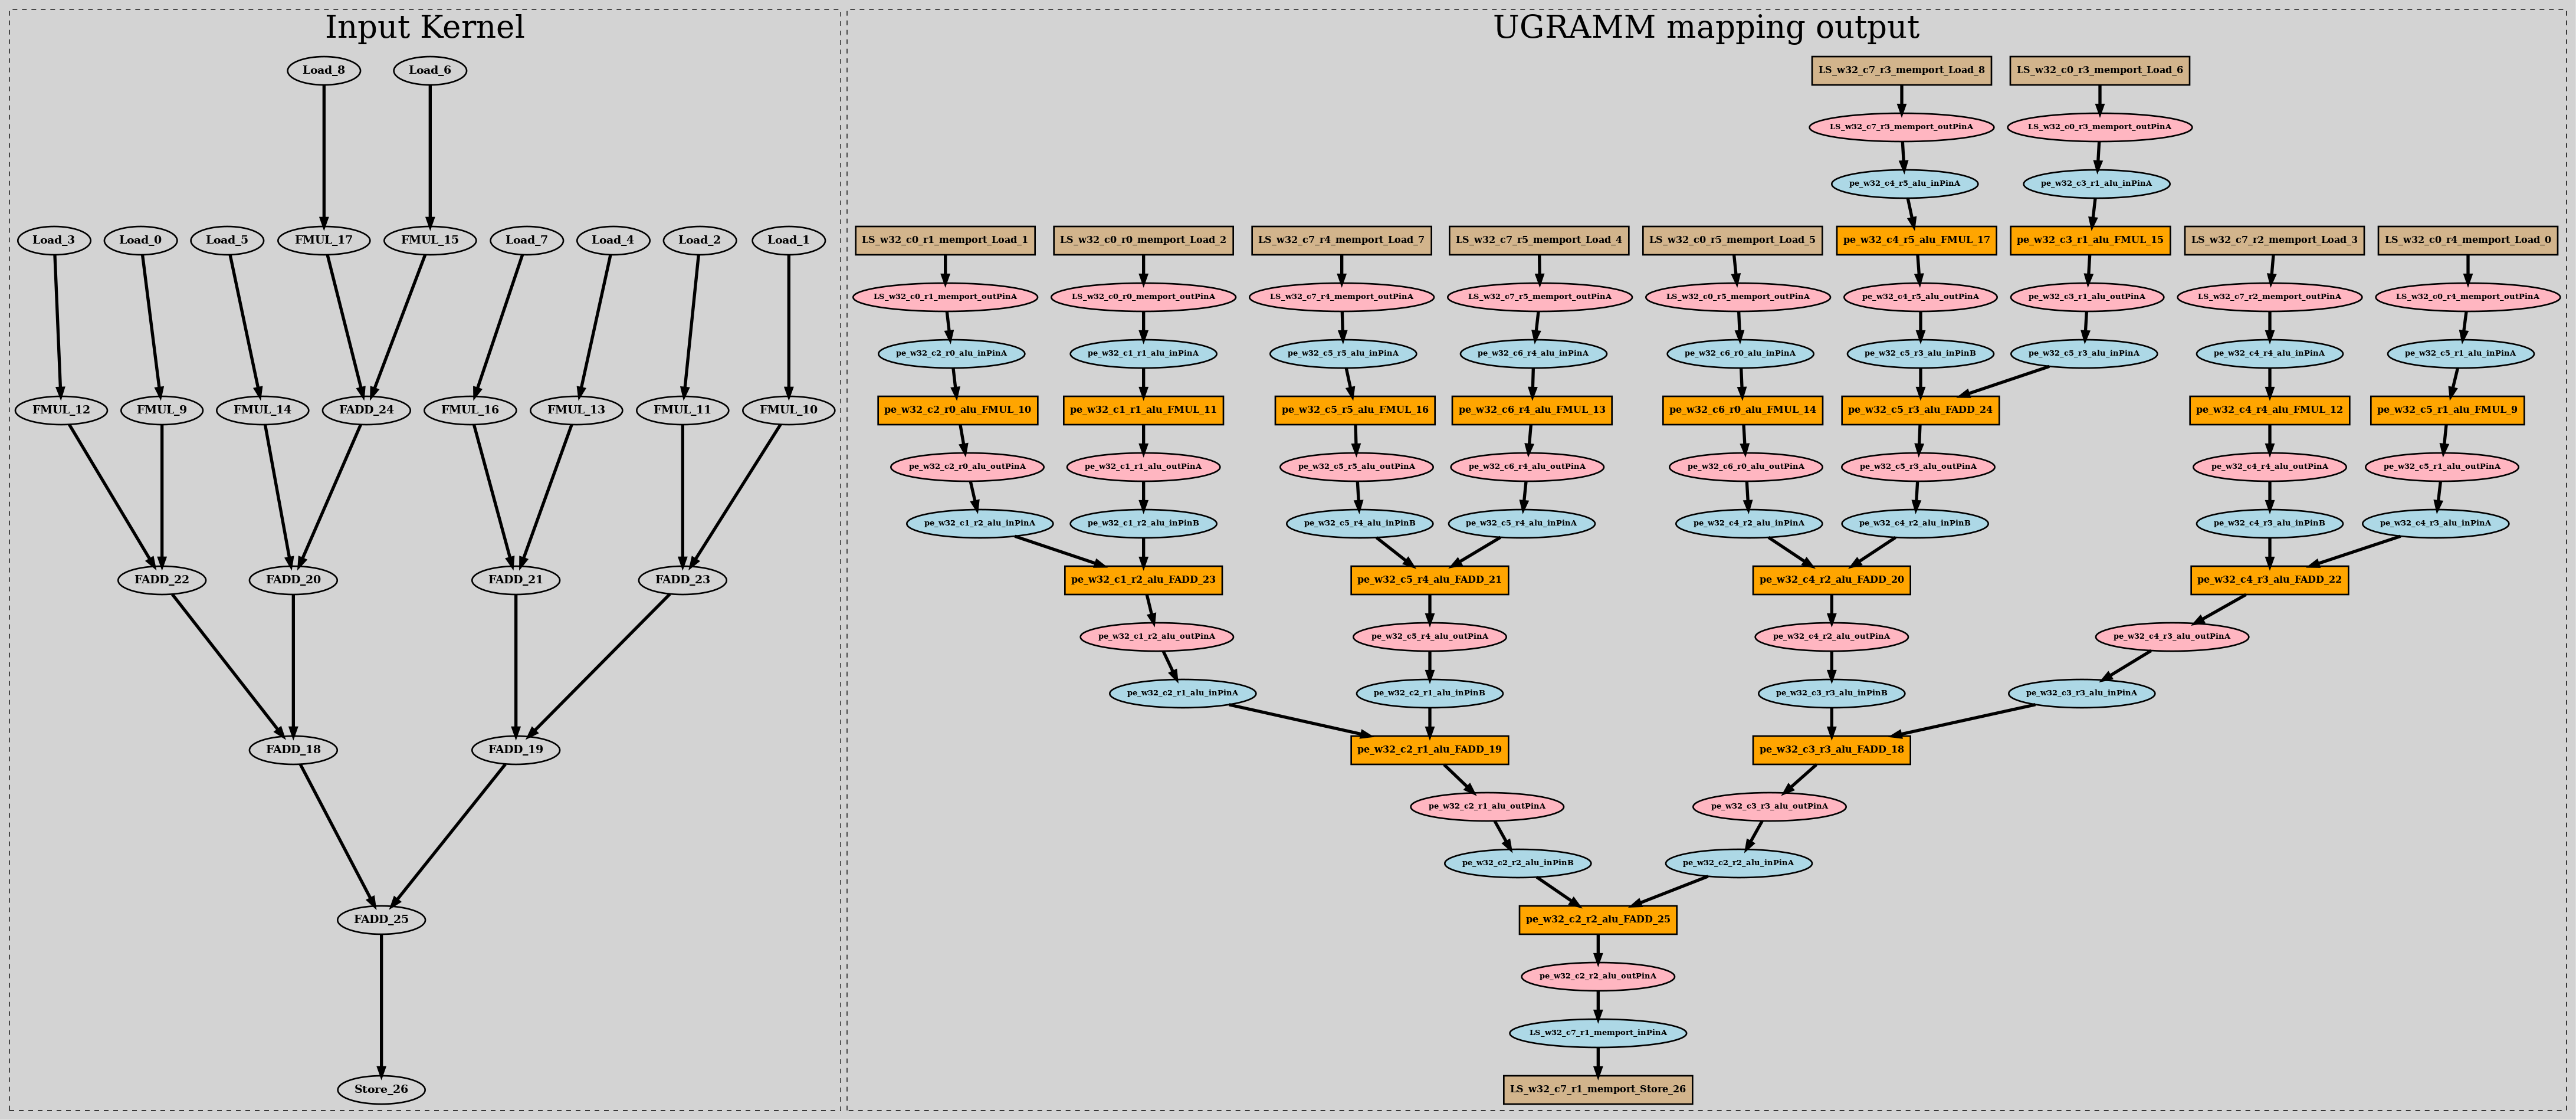 Input Kernel
Load_8
Load_6
Load_3
Load_0
Load_5
FMUL_17
FMUL_15
Load_7
Load_4
Load_2
Load_1
FMUL_12
FMUL_9
FMUL_14
FADD_24
FMUL_16
FMUL_13
FMUL_11
FMUL_10
FADD_22
FADD_20
FADD_21
FADD_23
FADD_18
FADD_19
FADD_25
Store_26
UGRAMM mapping output
LS_w32_c7_r3_memport_Load_8
LS_w32_c0_r3_memport_Load_6
LS_w32_c7_r3_memport_outPinA
LS_w32_c0_r3_memport_outPinA
pe_w32_c4_r5_alu_inPinA
pe_w32_c3_r1_alu_inPinA
LS_w32_c0_r1_memport_Load_1
LS_w32_c0_r0_memport_Load_2
LS_w32_c7_r4_memport_Load_7
LS_w32_c7_r5_memport_Load_4
LS_w32_c0_r5_memport_Load_5
pe_w32_c4_r5_alu_FMUL_17
pe_w32_c3_r1_alu_FMUL_15
LS_w32_c7_r2_memport_Load_3
LS_w32_c0_r4_memport_Load_0
LS_w32_c0_r1_memport_outPinA
LS_w32_c0_r0_memport_outPinA
LS_w32_c7_r4_memport_outPinA
LS_w32_c7_r5_memport_outPinA
LS_w32_c0_r5_memport_outPinA
pe_w32_c4_r5_alu_outPinA
pe_w32_c3_r1_alu_outPinA
LS_w32_c7_r2_memport_outPinA
LS_w32_c0_r4_memport_outPinA
pe_w32_c2_r0_alu_inPinA
pe_w32_c1_r1_alu_inPinA
pe_w32_c5_r5_alu_inPinA
pe_w32_c6_r4_alu_inPinA
pe_w32_c6_r0_alu_inPinA
pe_w32_c5_r3_alu_inPinB
pe_w32_c5_r3_alu_inPinA
pe_w32_c4_r4_alu_inPinA
pe_w32_c5_r1_alu_inPinA
pe_w32_c2_r0_alu_FMUL_10
pe_w32_c1_r1_alu_FMUL_11
pe_w32_c5_r5_alu_FMUL_16
pe_w32_c6_r4_alu_FMUL_13
pe_w32_c6_r0_alu_FMUL_14
pe_w32_c5_r3_alu_FADD_24
pe_w32_c4_r4_alu_FMUL_12
pe_w32_c5_r1_alu_FMUL_9
pe_w32_c2_r0_alu_outPinA
pe_w32_c1_r1_alu_outPinA
pe_w32_c5_r5_alu_outPinA
pe_w32_c6_r4_alu_outPinA
pe_w32_c6_r0_alu_outPinA
pe_w32_c5_r3_alu_outPinA
pe_w32_c4_r4_alu_outPinA
pe_w32_c5_r1_alu_outPinA
pe_w32_c1_r2_alu_inPinA
pe_w32_c1_r2_alu_inPinB
pe_w32_c5_r4_alu_inPinB
pe_w32_c5_r4_alu_inPinA
pe_w32_c4_r2_alu_inPinA
pe_w32_c4_r2_alu_inPinB
pe_w32_c4_r3_alu_inPinB
pe_w32_c4_r3_alu_inPinA
pe_w32_c1_r2_alu_FADD_23
pe_w32_c5_r4_alu_FADD_21
pe_w32_c4_r2_alu_FADD_20
pe_w32_c4_r3_alu_FADD_22
pe_w32_c1_r2_alu_outPinA
pe_w32_c5_r4_alu_outPinA
pe_w32_c4_r2_alu_outPinA
pe_w32_c4_r3_alu_outPinA
pe_w32_c2_r1_alu_inPinA
pe_w32_c2_r1_alu_inPinB
pe_w32_c3_r3_alu_inPinB
pe_w32_c3_r3_alu_inPinA
pe_w32_c2_r1_alu_FADD_19
pe_w32_c3_r3_alu_FADD_18
pe_w32_c2_r1_alu_outPinA
pe_w32_c3_r3_alu_outPinA
pe_w32_c2_r2_alu_inPinB
pe_w32_c2_r2_alu_inPinA
pe_w32_c2_r2_alu_FADD_25
pe_w32_c2_r2_alu_outPinA
LS_w32_c7_r1_memport_inPinA
LS_w32_c7_r1_memport_Store_26